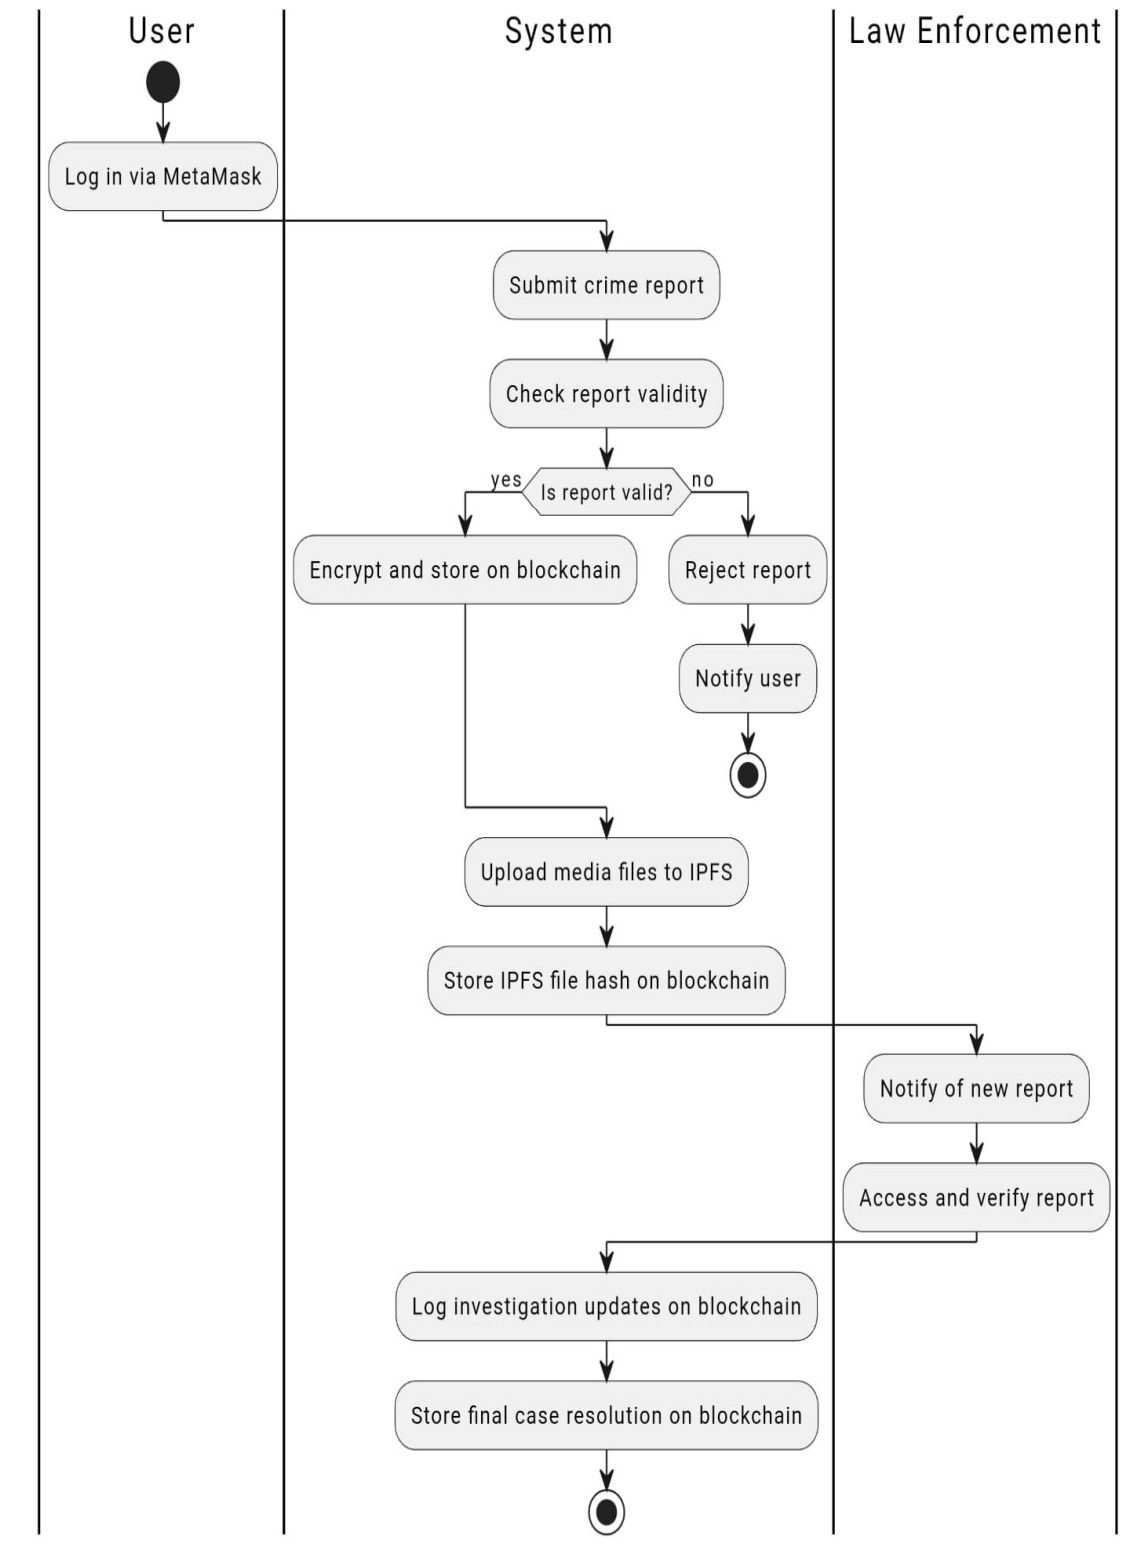 User
System
Law Enforcement
Log in via MetaMask
Submit crime report
Check report validity
yes
Is report valid?
no
Encrypt and store on blockchain
Reject report
Notify user
Upload media files to IPFS
Store IPFS file hash on blockchain
Notify of new report
Access and verify report
Log investigation updates on blockchain
Store final case resolution on blockchain